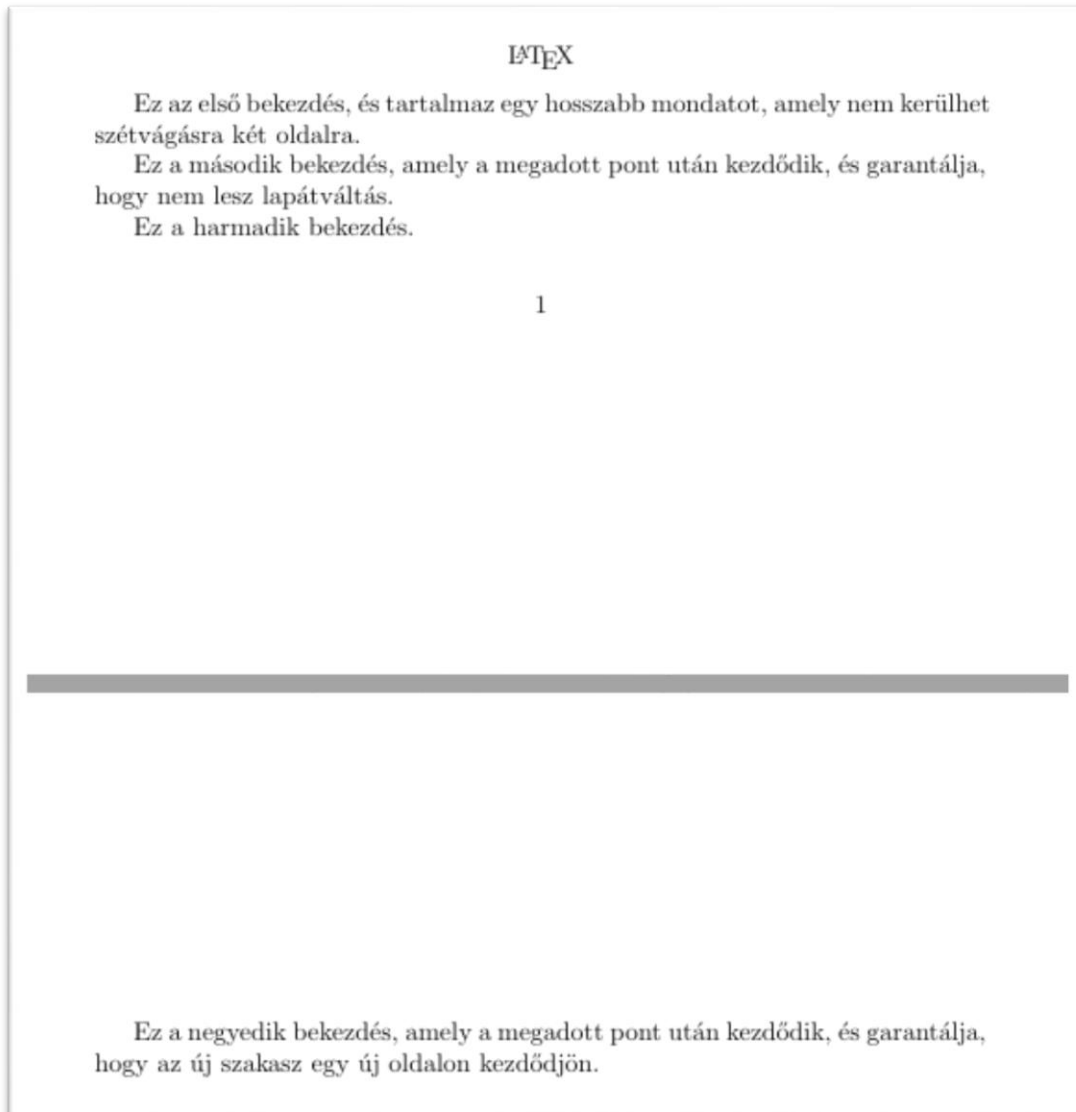 LATEX
Ez az első bekezdés, és tartalmaz egy hosszabb mondatot, amely nem kerülhet
szétvágásra két oldalra.
Ez a második bekezdés, amely a megadott pont után kezdődik, és garantálja,
hogy nem lesz lapátváltás.
Ez a harmadik bekezdés.
1
Ez a negyedik bekezdés, amely a megadott pont után kezdődik, és garantálja,
hogy az új szakasz egy új oldalon kezdődjön.